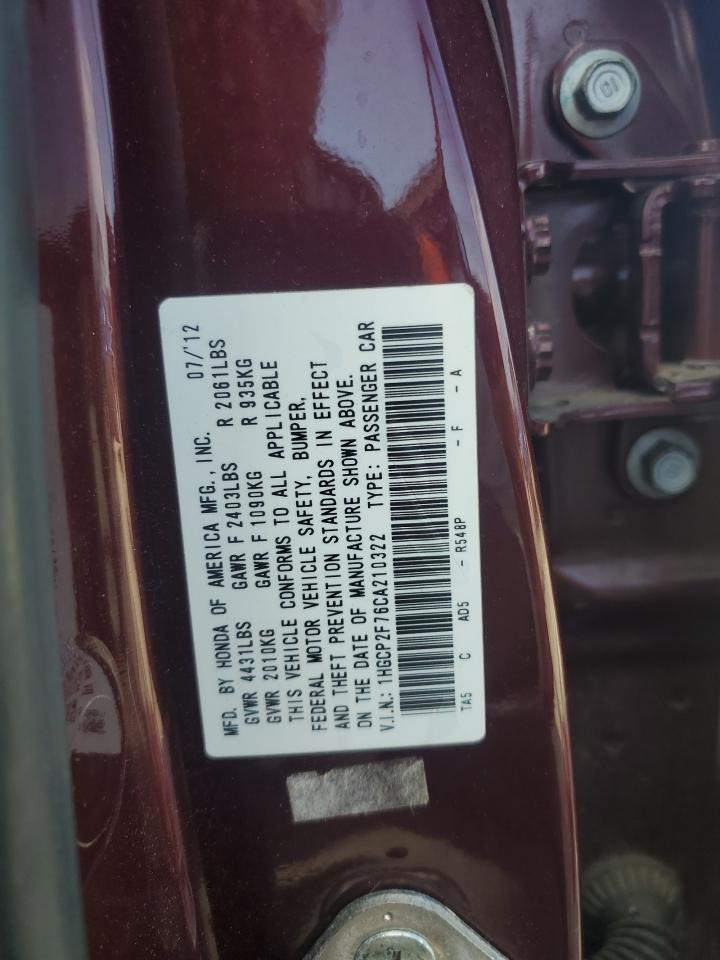 MFD. BY HONDA OF AMERICA MFG., INC. 07/'12
GVWR 4431LBS GAWR F 2403LBS R 2061LBS
GVWR 2010KG GAWR F 1090KG R 935KG
THIS VEHICLE CONFORMS TO ALL APPLICABLE
FEDERAL MOTOR VEHICLE SAFETY, BUMPER,
AND THEFT PREVENTION STANDARDS IN EFFECT
ON THE DATE OF MANUFACTURE SHOWN ABOVE.
V.I.N.: 1HGCP2F76CA210322 TYPE: PASSENGER CAR
TA5 C AD5 - R548P - F - A